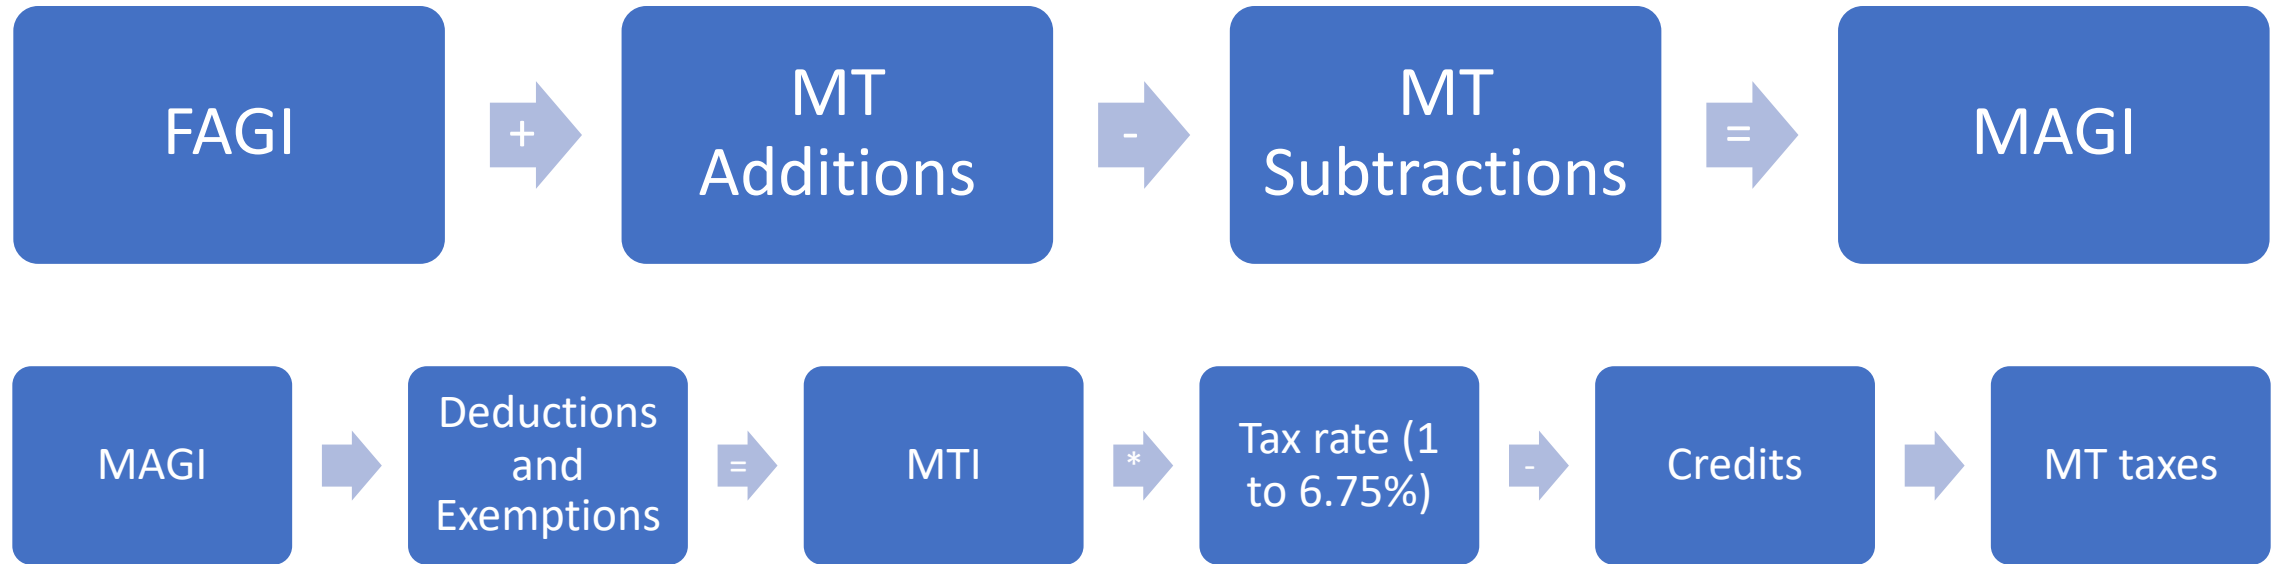 FAGI
+
MT
Additions
-
MT
Subtractions
=
MAGI
MAGI
Deductions
and
Exemptions
=
MTI
*
Tax rate (1
to 6.75%)
-
Credits
MT taxes